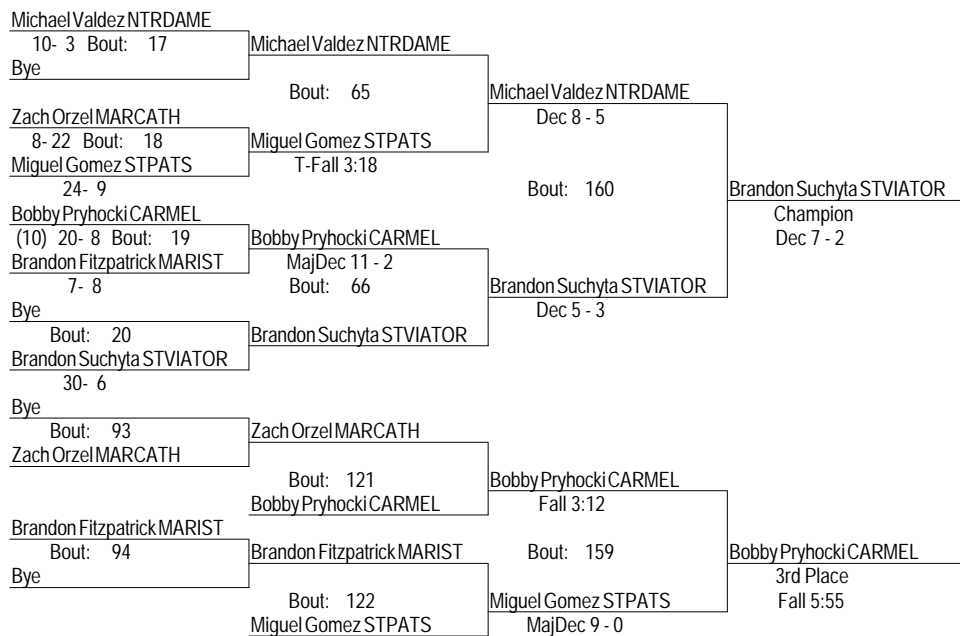 Michael Valdez NTRDAME
10- 3 Bout: 17
Michael Valdez NTRDAME
Bye
Bout: 65
Michael Valdez NTRDAME
Zach Orzel MARCATH
Dec 8 - 5
8- 22 Bout: 18
Miguel Gomez STPATS
Miguel Gomez STPATS
T-Fall 3:18
24- 9
Bout: 160
Brandon Suchyta STVIATOR
Bobby Pryhocki CARMEL
Champion
(10) 20- 8 Bout: 19
Bobby Pryhocki CARMEL
Dec 7 - 2
Brandon Fitzpatrick MARIST
MajDec 11 - 2
7- 8
Bout: 66
Brandon Suchyta STVIATOR
Bye
Dec 5 - 3
Bout: 20
Brandon Suchyta STVIATOR
Brandon Suchyta STVIATOR
30- 6
Bye
Bout: 93
Zach Orzel MARCATH
Zach Orzel MARCATH
Bout: 121
Bobby Pryhocki CARMEL
Bobby Pryhocki CARMEL
Fall 3:12
Brandon Fitzpatrick MARIST
Bout: 94
Brandon Fitzpatrick MARIST
Bout: 159
Bobby Pryhocki CARMEL
Bye
3rd Place
Bout: 122
Miguel Gomez STPATS
Fall 5:55
Miguel Gomez STPATS
MajDec 9 - 0